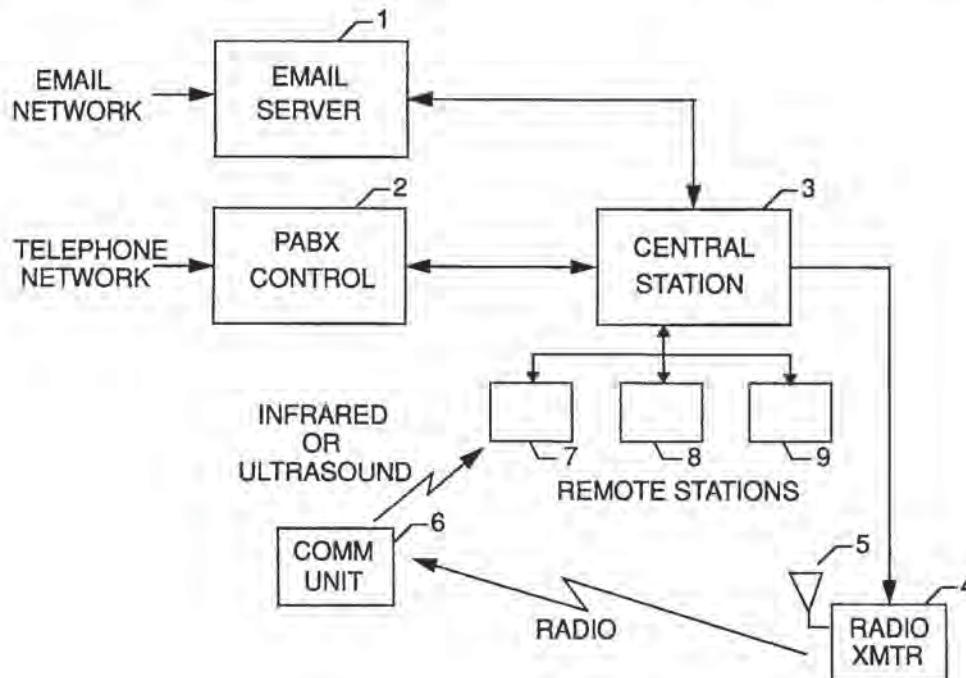 1
EMAIL
NETWORK
EMAIL
SERVER
2
3
TELEPHONE
NETWORK
PABX
CONTROL
CENTRAL
STATION
INFRARED
OR
ULTRASOUND
7
8
9
REMOTE STATIONS
6
COMM
UNIT
5
4
RADIO
RADIO
XMTR